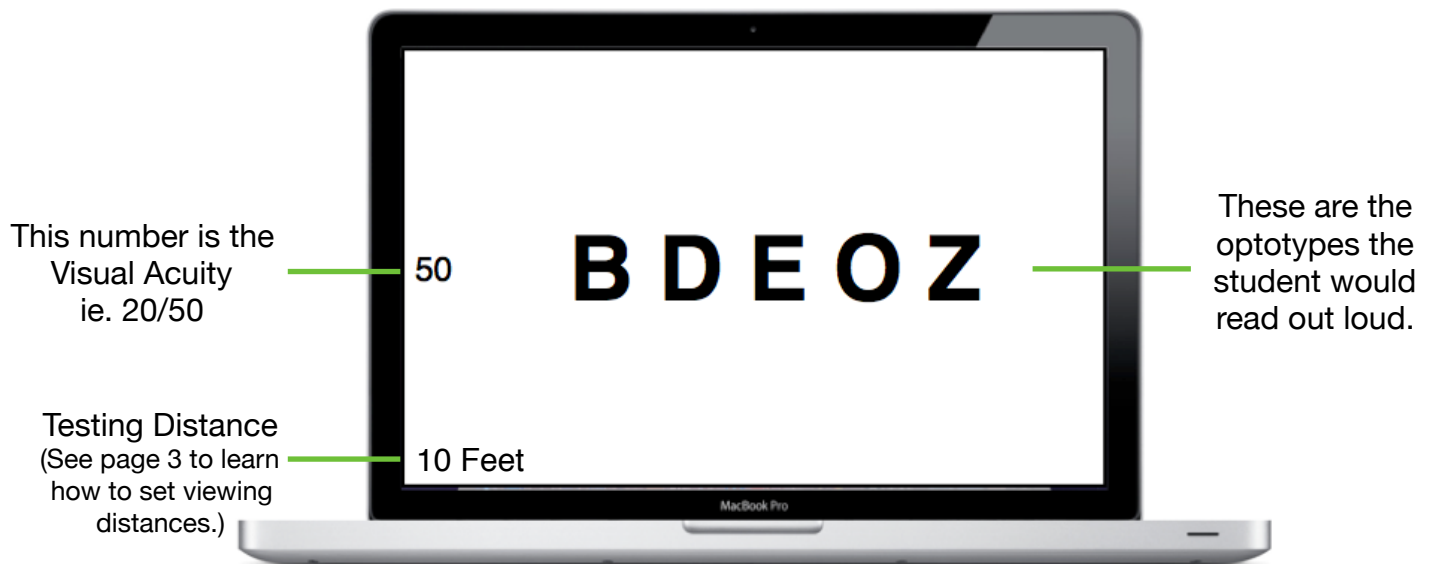 This number is the
Visual Acuity
ie. 20/50
50
B D E O Z
These are the
optotypes the
student would
read out loud.
Testing Distance
(See page 3 to learn
how to set viewing
distances.)
10 Feet
MacBook Pro